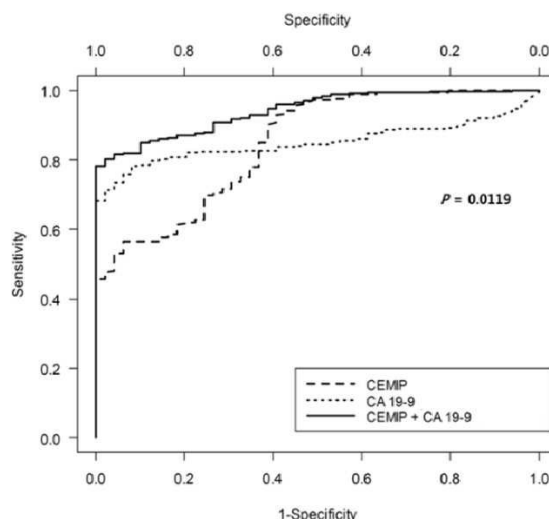 Specificity
1.0 0.8 0.6 0.4 0.2 0.0
1.0
0.8
0.6
0.4
0.2
0.0
Sensitivity
P = 0.0119
CEMIP
CA 19-9
CEMIP + CA 19-9
0.0 0.2 0.4 0.6 0.8 1.0
1-Specificity